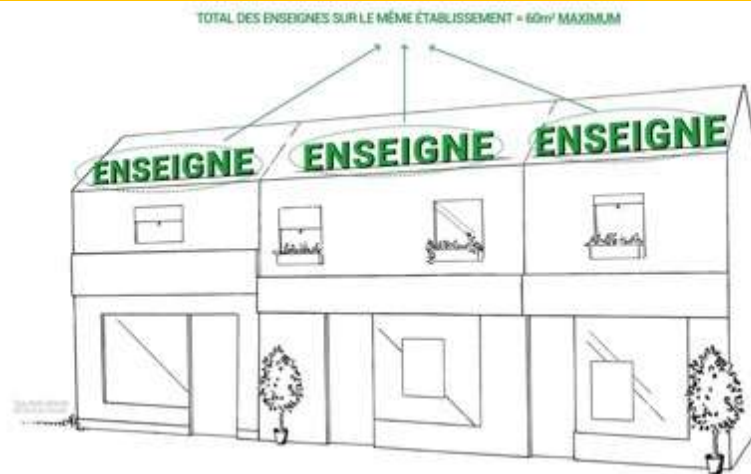 TOTAL DES ENSEIGNES SUR LE MÊME ÉTABLISSEMENT = 60m² MAXIMUM
ENSEIGNE ENSEIGNE ENSEIGNE